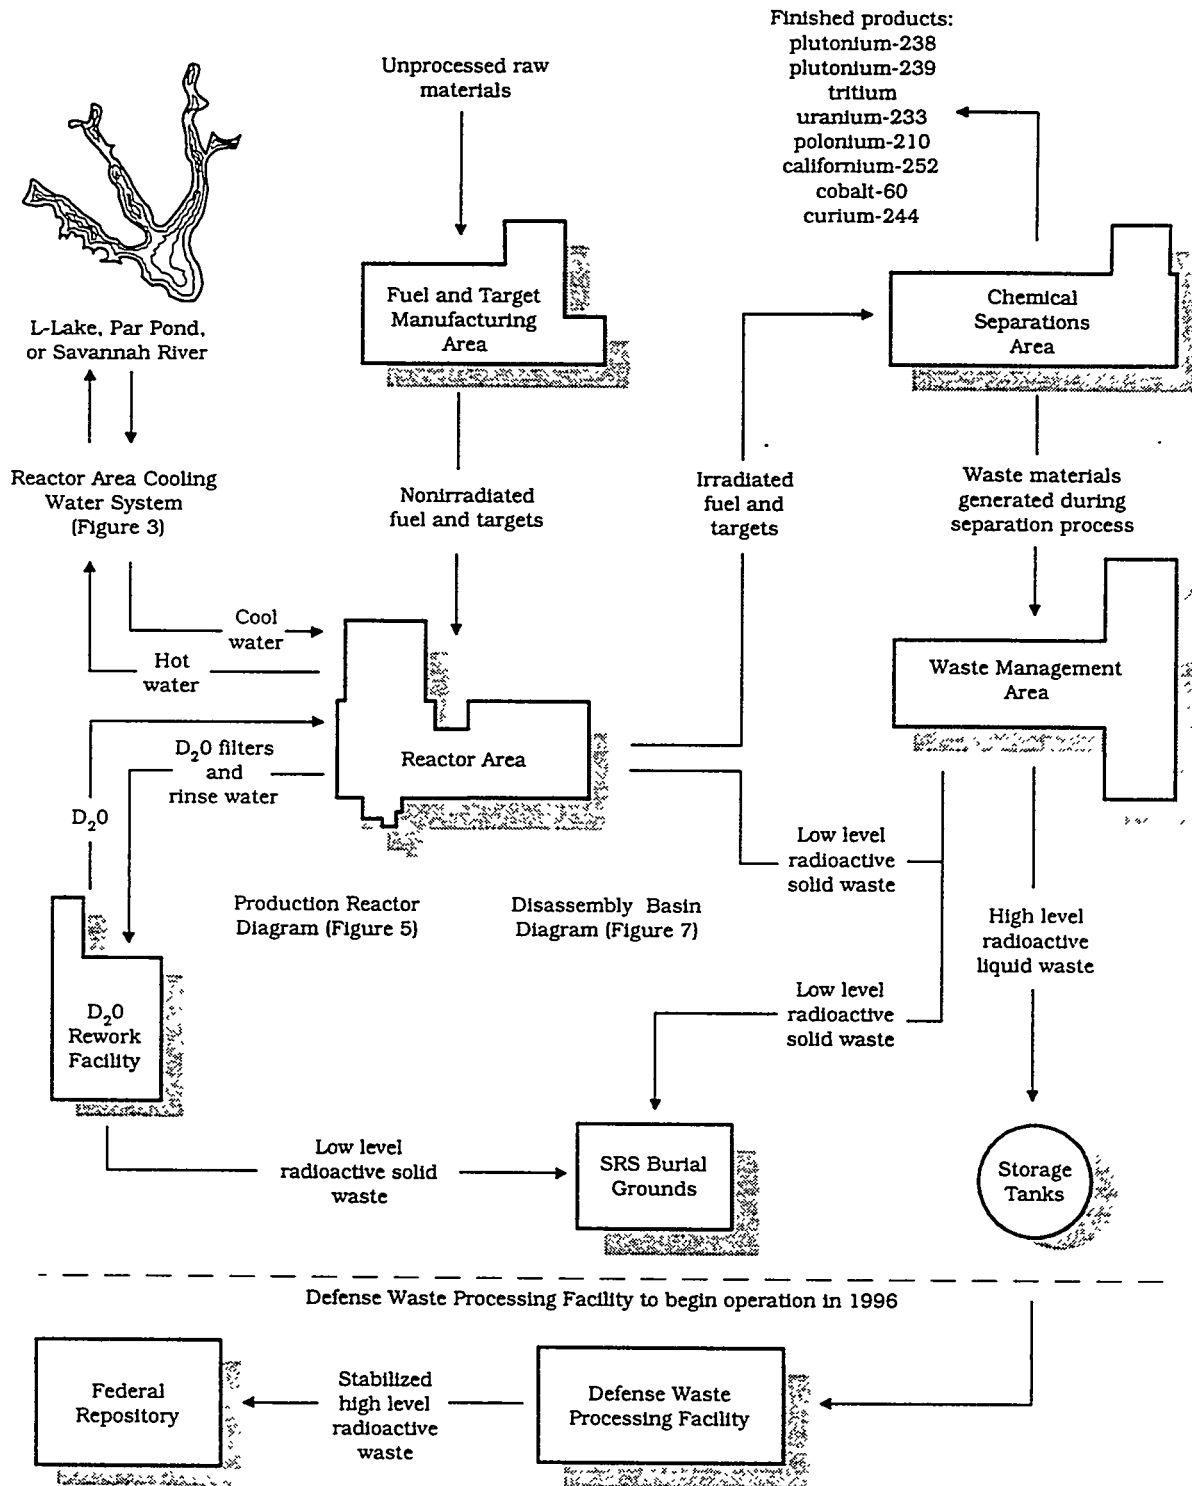 Finished products:
plutonium-238
plutonium-239
tritium
uranium-233
polonium-210
californium-252
cobalt-60
curium-244
Unprocessed raw
materials
L-Lake, Par Pond,
or Savannah River
Fuel and Target
Manufacturing
Area
Chemical
Separations
Area
Reactor Area Cooling
Water System
(Figure 3)
Nonirradiated
fuel and targets
Irradiated
fuel and
targets
Waste materials
generated during
separation process
Cool
water
Hot
water
Waste Management
Area
D₂O filters
and
rinse water
Reactor Area
D₂O
Low level
radioactive
solid waste
Production Reactor
Diagram (Figure 5)
Disassembly Basin
Diagram (Figure 7)
High level
radioactive
liquid waste
D₂O
Rework
Facility
Low level
radioactive
solid waste
Low level
radioactive solid
waste
SRS Burial
Grounds
Storage
Tanks
Defense Waste Processing Facility to begin operation in 1996
Federal
Repository
Stabilized
high level
radioactive
waste
Defense Waste
Processing Facility